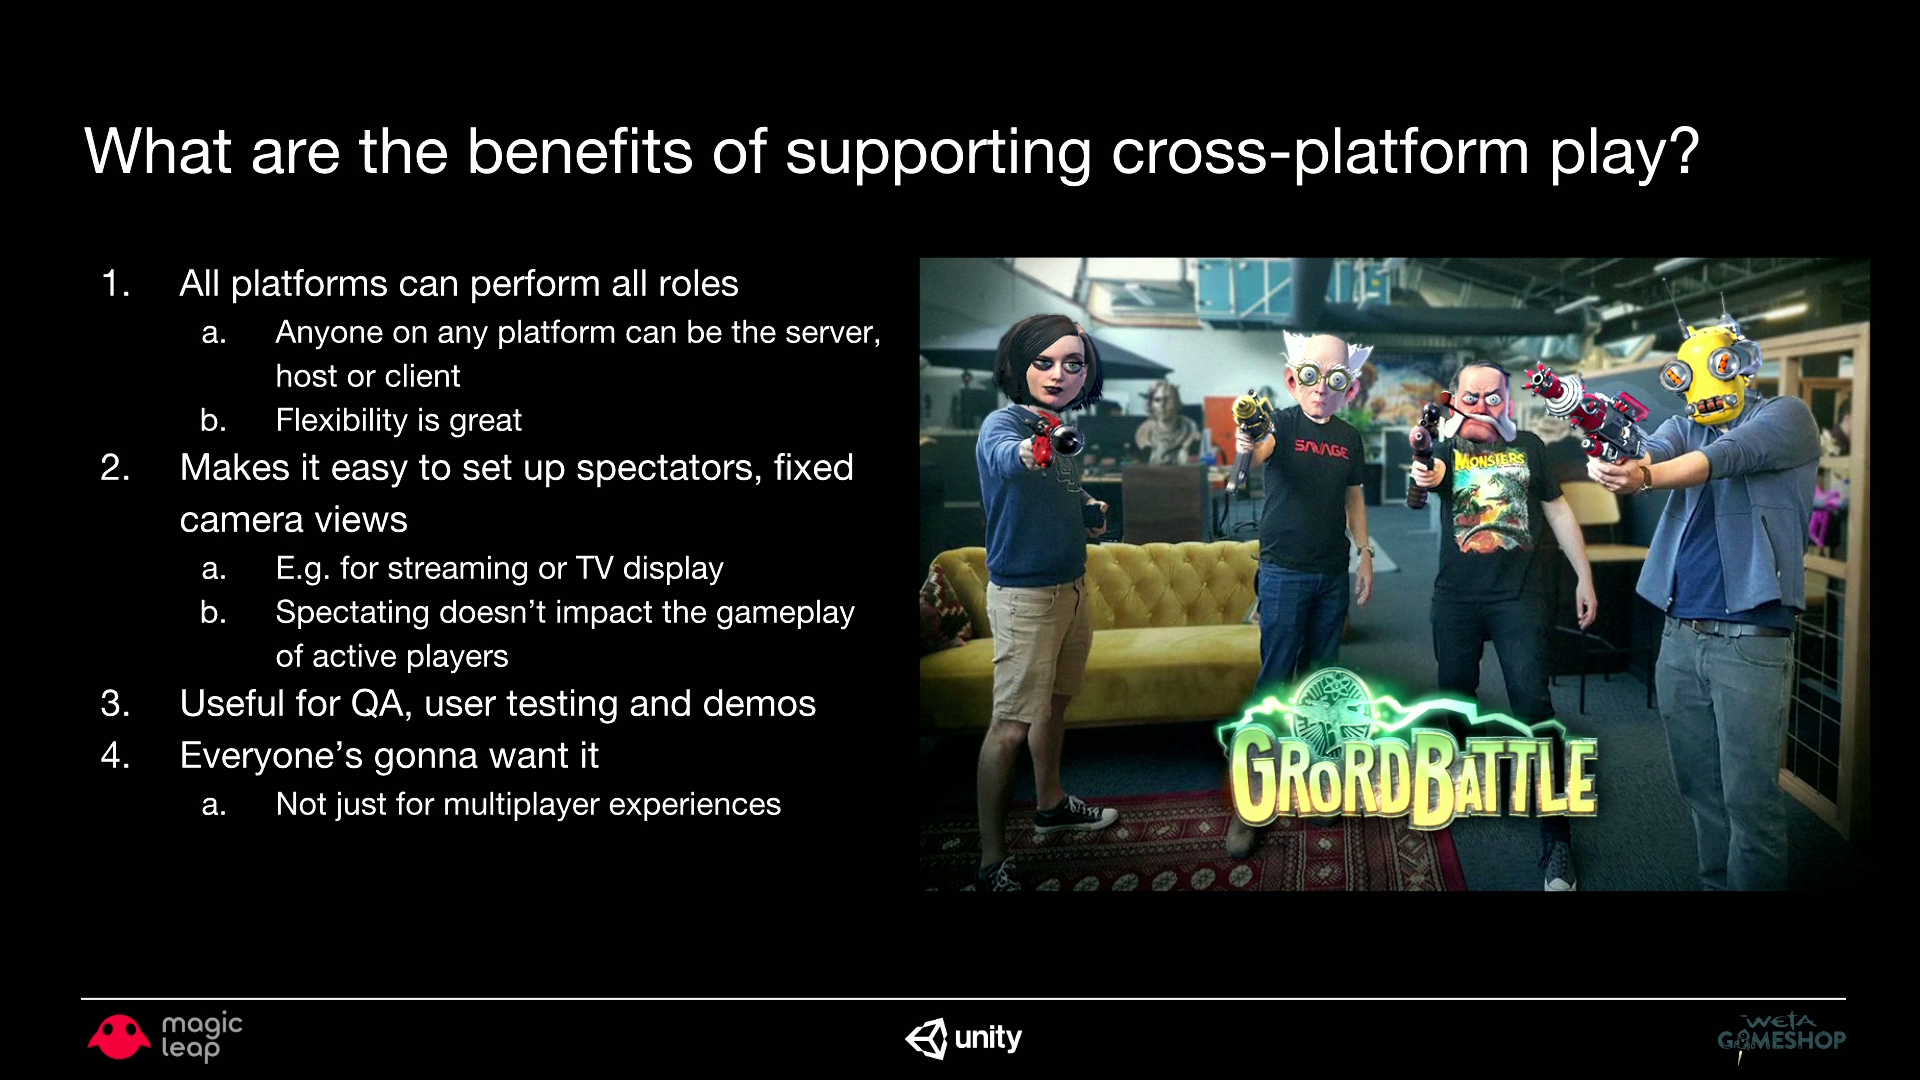 What are the benefits of supporting cross-platform play?
1. All platforms can perform all roles
a. Anyone on any platform can be the server,
host or client
b. Flexibility is great
2. Makes it easy to set up spectators, fixed
camera views
a. E.g. for streaming or TV display
b. Spectating doesn’t impact the gameplay
of active players
3. Useful for QA, user testing and demos
4. Everyone’s gonna want it
a. Not just for multiplayer experiences
SAVAGE
MONSTERS
GRORDBATTLE
magic
leap
unity
WETA
GAMESHOP